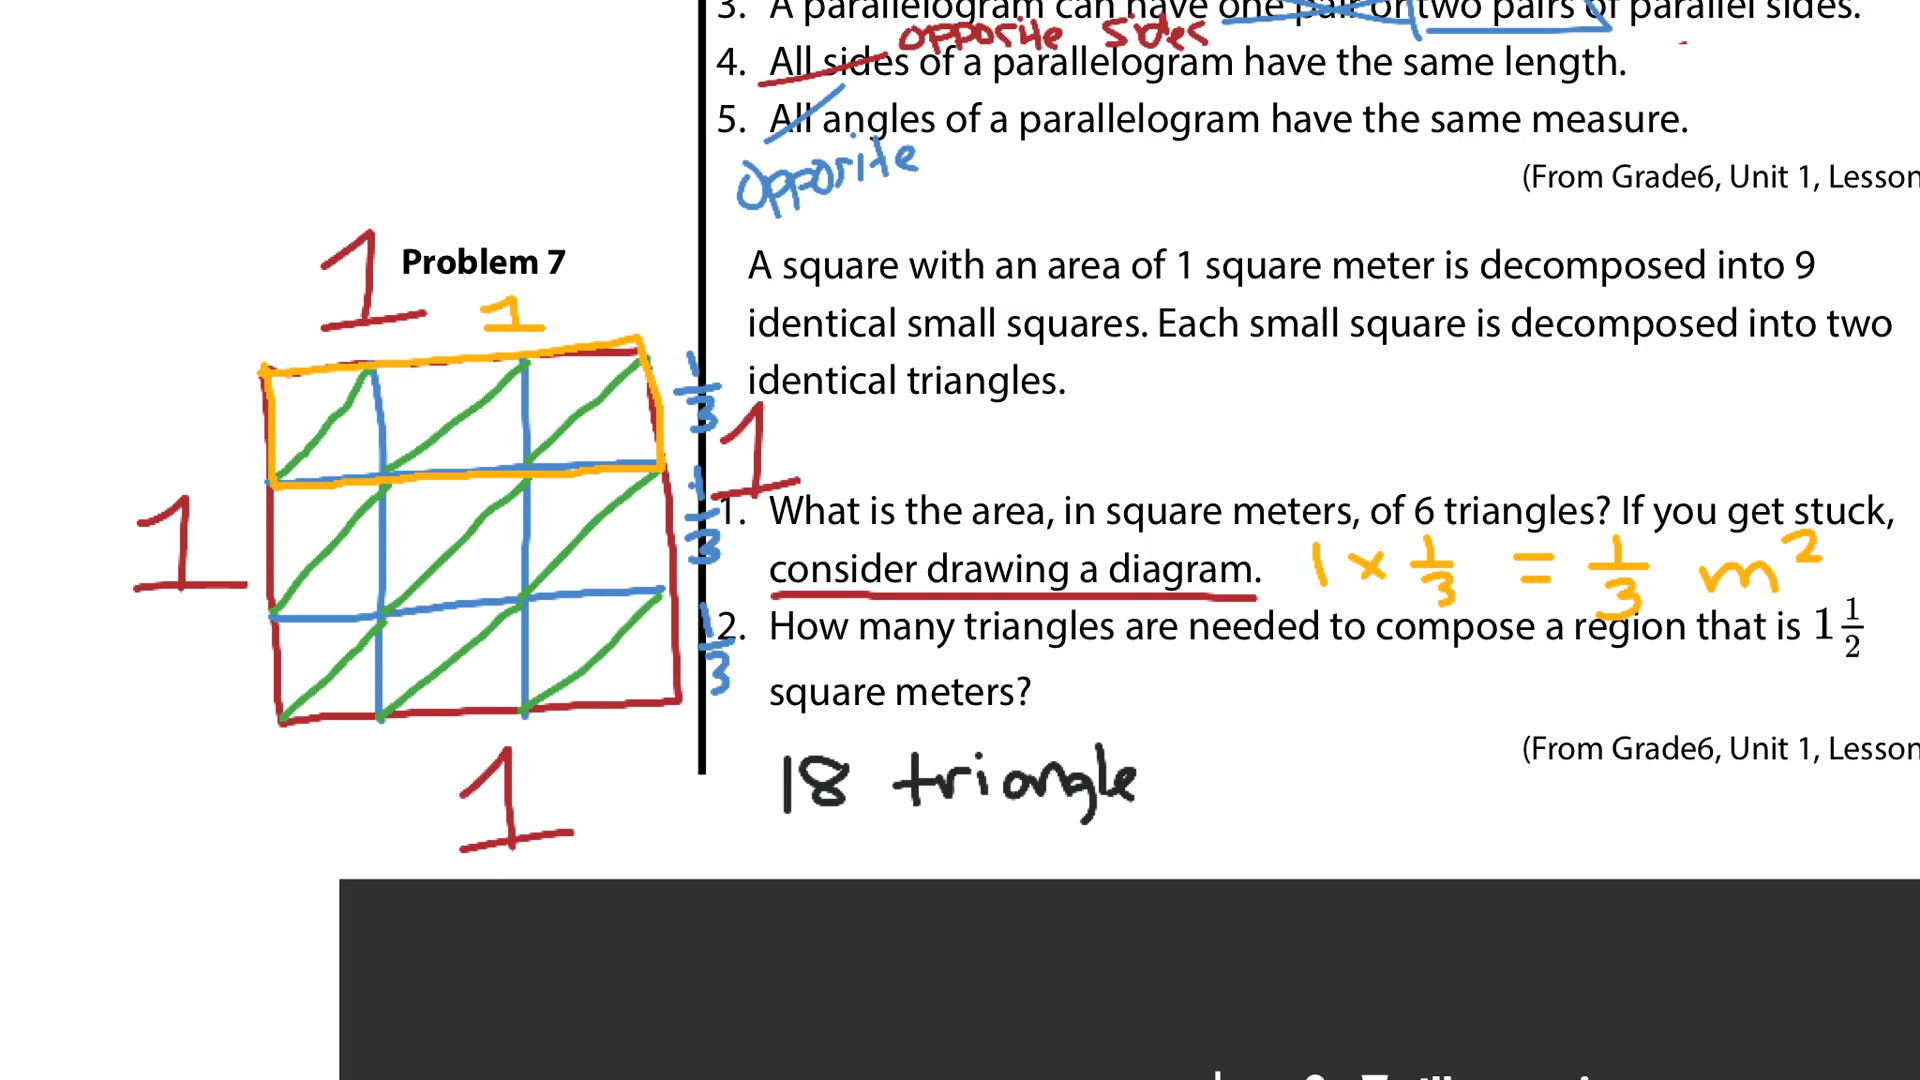 3. A parallelogram can have one pair or two pairs of parallel sides.
opposite sides
4. All sides of a parallelogram have the same length.
5. All angles of a parallelogram have the same measure.
opposite
(From Grade6, Unit 1, Lesson
1
Problem 7
1
A square with an area of 1 square meter is decomposed into 9
identical small squares. Each small square is decomposed into two
identical triangles.
1/3
1
1
1/3
1/3
1
1. What is the area, in square meters, of 6 triangles? If you get stuck,
consider drawing a diagram.
1 × 1/3 = 1/3 m²
2. How many triangles are needed to compose a region that is 1 1/2
square meters?
(From Grade6, Unit 1, Lesson
18 triangle